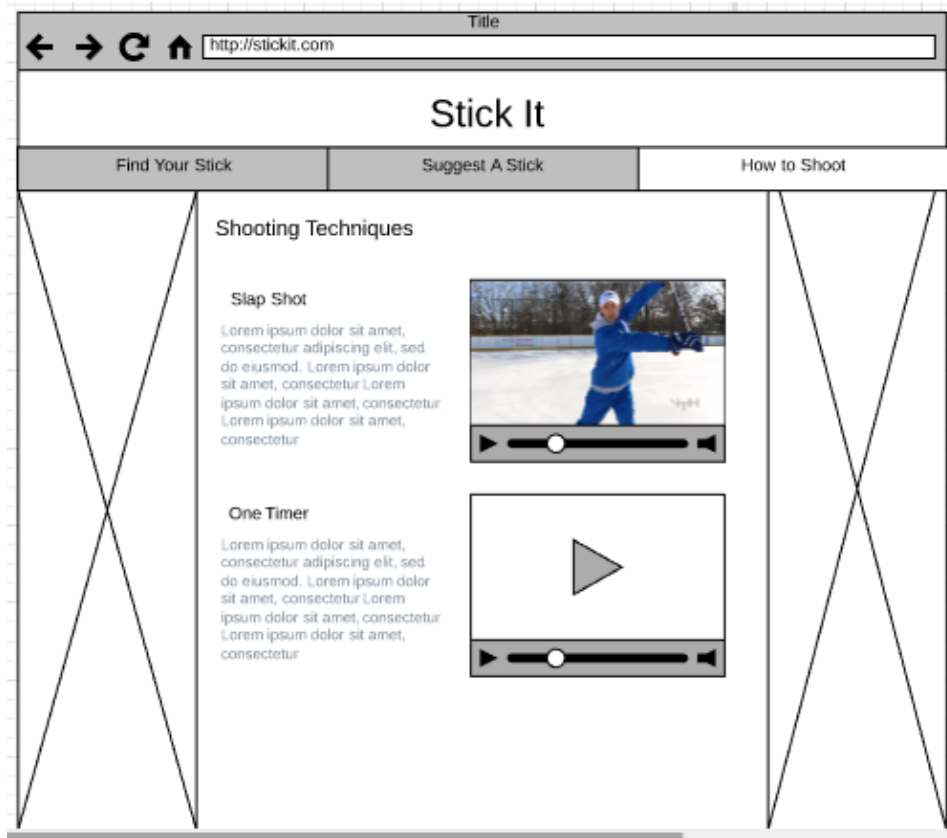 Title
http://stickit.com
Stick It
Find Your Stick
Suggest A Stick
How to Shoot
Shooting Techniques
Slap Shot
Lorem ipsum dolor sit amet,
consectetur adipiscing elit, sed
do eiusmod. Lorem ipsum dolor
sit amet, consectetur Lorem
ipsum dolor sit amet, consectetur
Lorem ipsum dolor sit amet,
consectetur
One Timer
Lorem ipsum dolor sit amet,
consectetur adipiscing elit, sed
do eiusmod. Lorem ipsum dolor
sit amet, consectetur Lorem
ipsum dolor sit amet, consectetur
Lorem ipsum dolor sit amet,
consectetur